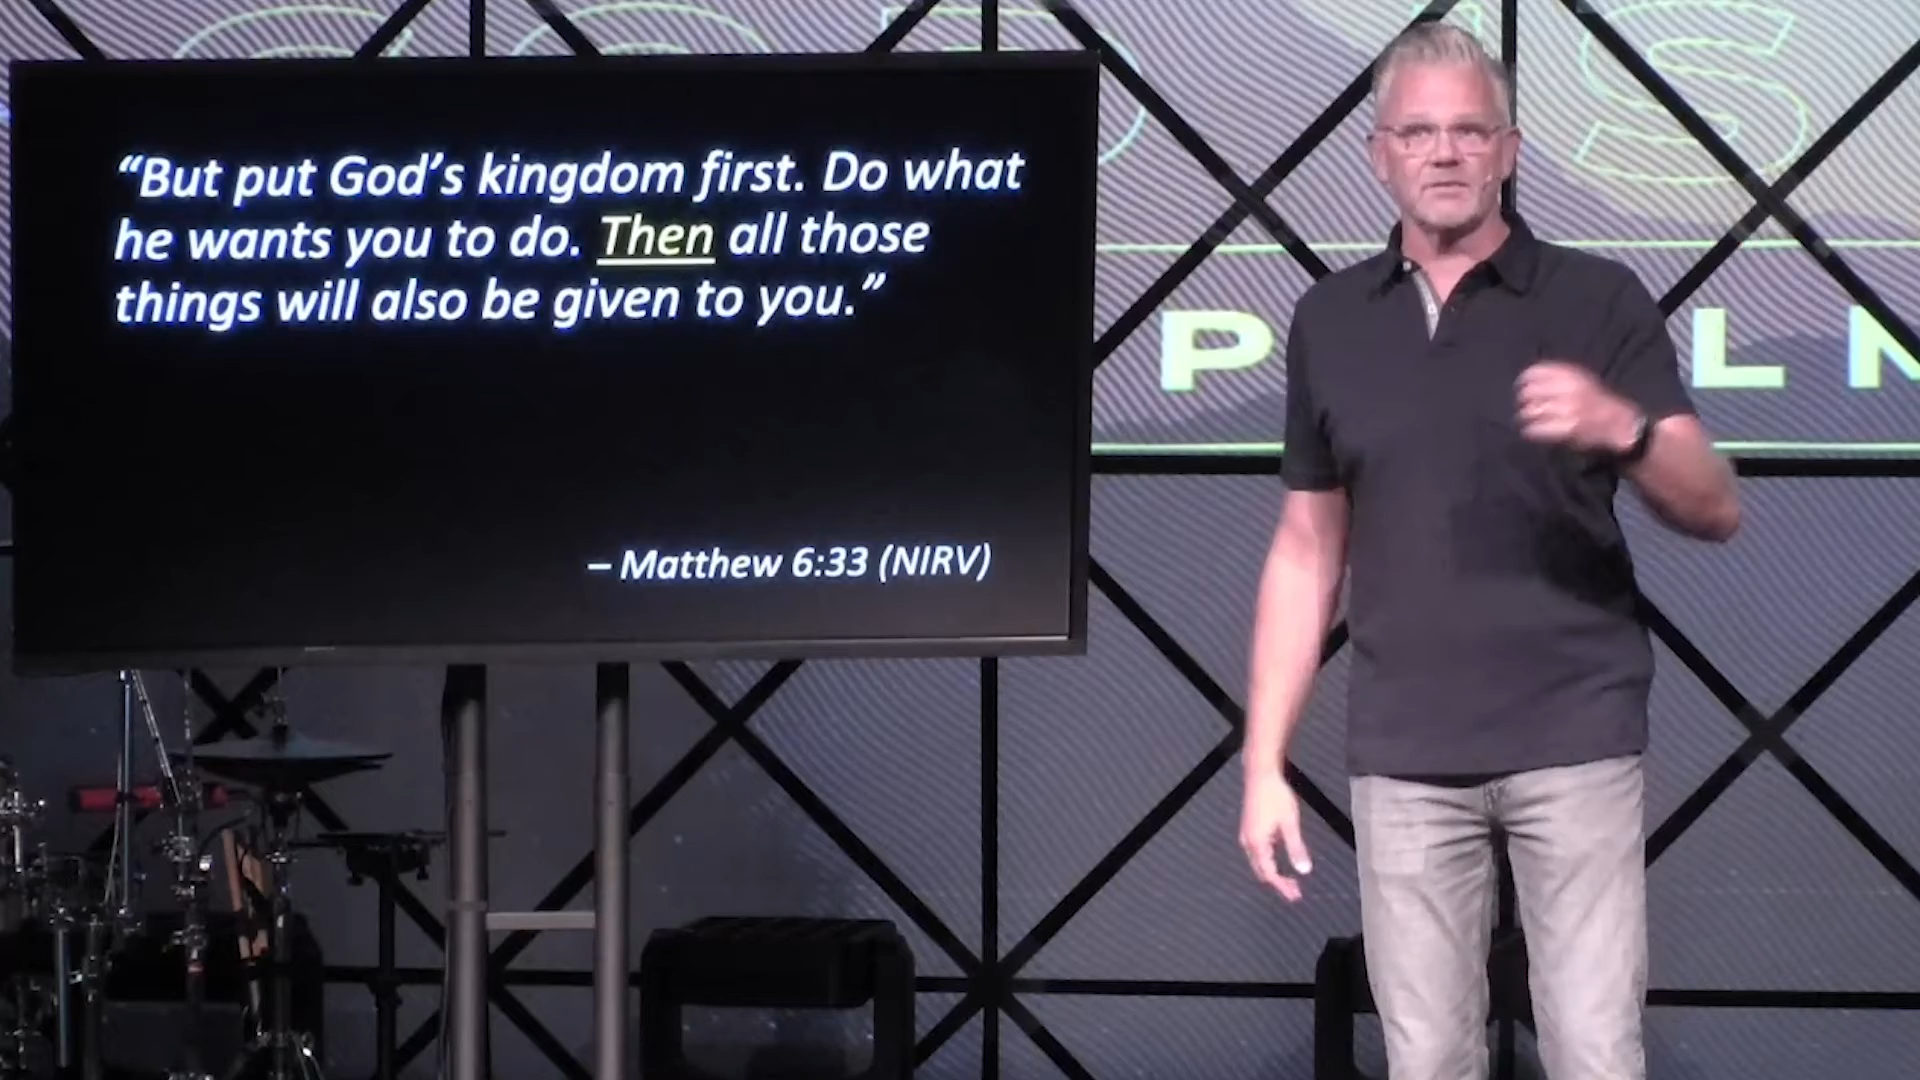 “But put God’s kingdom first. Do what
he wants you to do. Then all those
things will also be given to you.”
– Matthew 6:33 (NIRV)